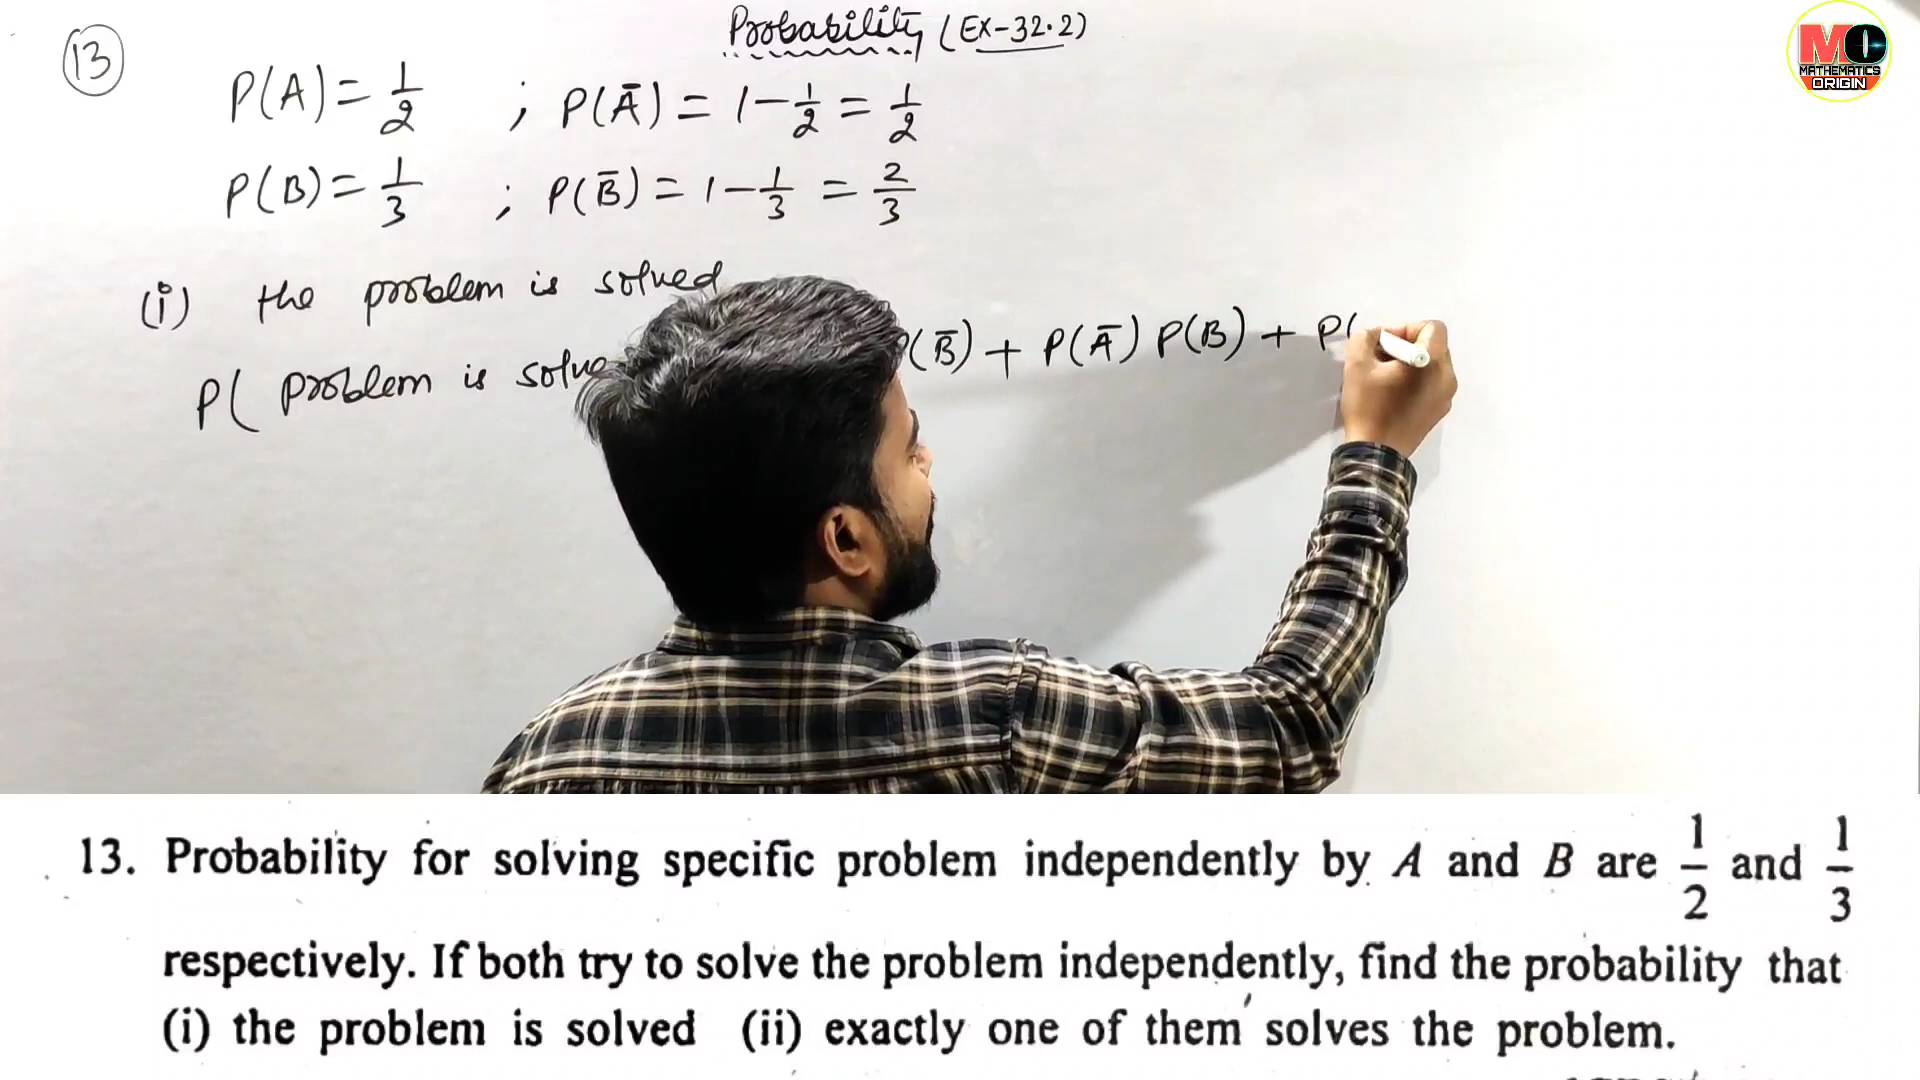 Probability (EX-32.2)
MC
MATHEMATICS
ORIGIN
13
P(A) = 1/2 ; P(Ā) = 1 - 1/2 = 1/2
P(B) = 1/3 ; P(B̄) = 1 - 1/3 = 2/3
(i) the problem is solved
P( problem is solve (B̄) + P(Ā) P(B) + P(
13. Probability for solving specific problem independently by A and B are 1/2 and 1/3
respectively. If both try to solve the problem independently, find the probability that
(i) the problem is solved (ii) exactly one of them solves the problem.